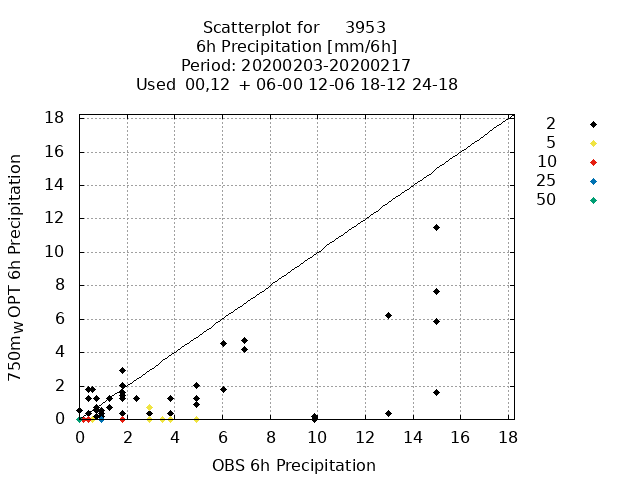 Scatterplot for 3953
6h Precipitation [mm/6h]
Period: 20200203-20200217
Used 00,12 + 06-00 12-06 18-12 24-18
750mW OPT 6h Precipitation
18
16
14
12
10
8
6
4
2
0
0 2 4 6 8 10 12 14 16 18
OBS 6h Precipitation
2
5
10
25
50